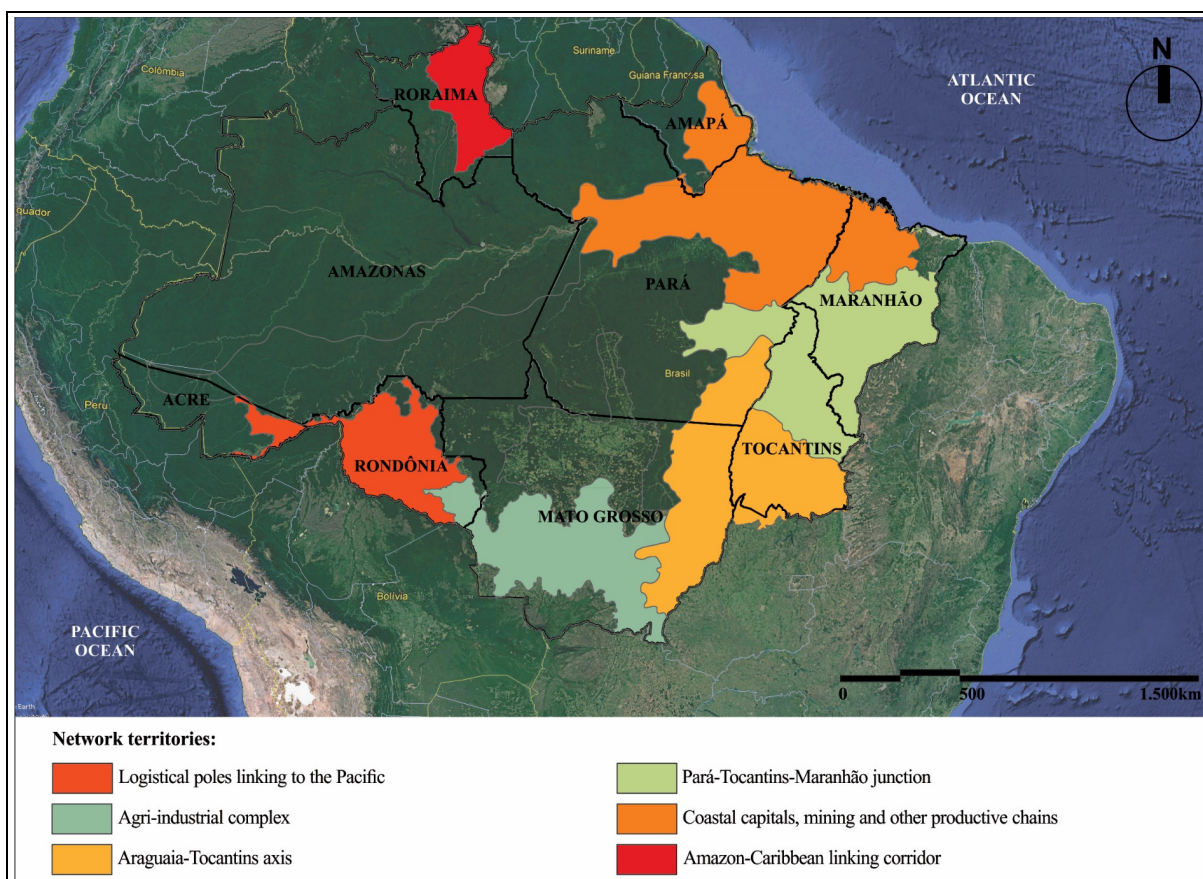 Suriname
Colômbia
Guiana Francesa
N
ATLANTIC
OCEAN
RORAIMA
AMAPÁ
quador
AMAZONAS
PARÁ
MARANHÃO
Brasil
ACRE
Peru
TOCANTINS
RONDÔNIA
MATO GROSSO
Bolívia
PACIFIC
OCEAN
0
500
1.500km
Earth
Network territories:
Logistical poles linking to the Pacific
Agri-industrial complex
Araguaia-Tocantins axis
Pará-Tocantins-Maranhão junction
Coastal capitals, mining and other productive chains
Amazon-Caribbean linking corridor